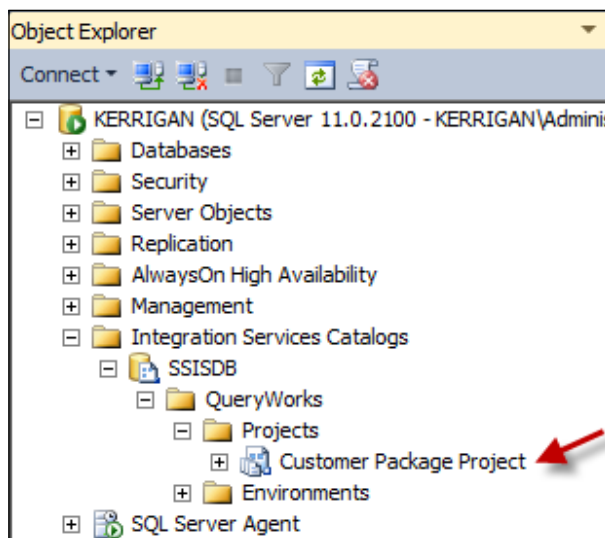 Object Explorer
Connect
KERRIGAN (SQL Server 11.0.2100 - KERRIGAN\Adminis
Databases
Security
Server Objects
Replication
AlwaysOn High Availability
Management
Integration Services Catalogs
SSISDB
QueryWorks
Projects
Customer Package Project
Environments
SQL Server Agent